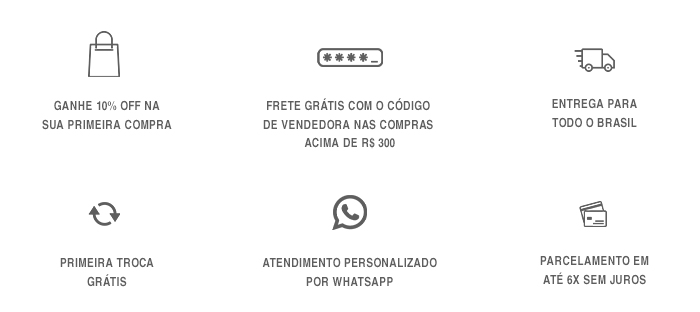 GANHE 10% OFF NA
SUA PRIMEIRA COMPRA
FRETE GRÁTIS COM O CÓDIGO
DE VENDEDORA NAS COMPRAS
ACIMA DE R$ 300
ENTREGA PARA
TODO O BRASIL
PRIMEIRA TROCA
GRÁTIS
ATENDIMENTO PERSONALIZADO
POR WHATSAPP
PARCELAMENTO EM
ATÉ 6X SEM JUROS